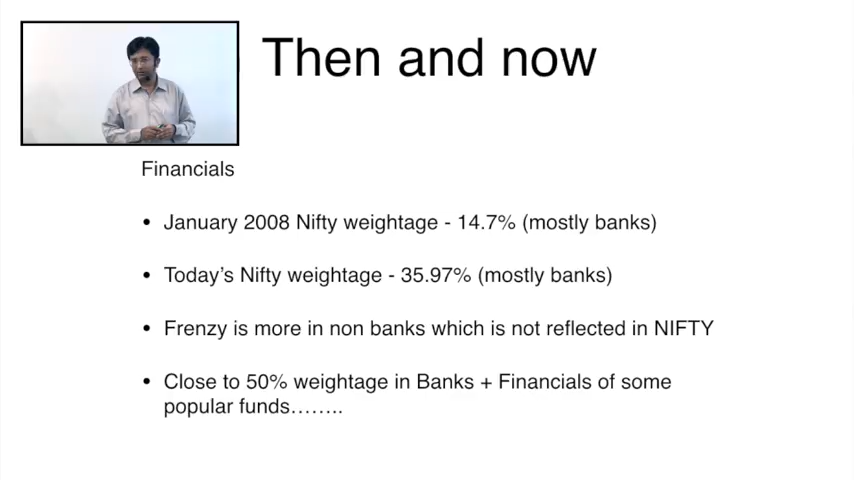 Then and now
Financials
• January 2008 Nifty weightage - 14.7% (mostly banks)
• Today’s Nifty weightage - 35.97% (mostly banks)
• Frenzy is more in non banks which is not reflected in NIFTY
• Close to 50% weightage in Banks + Financials of some
popular funds........